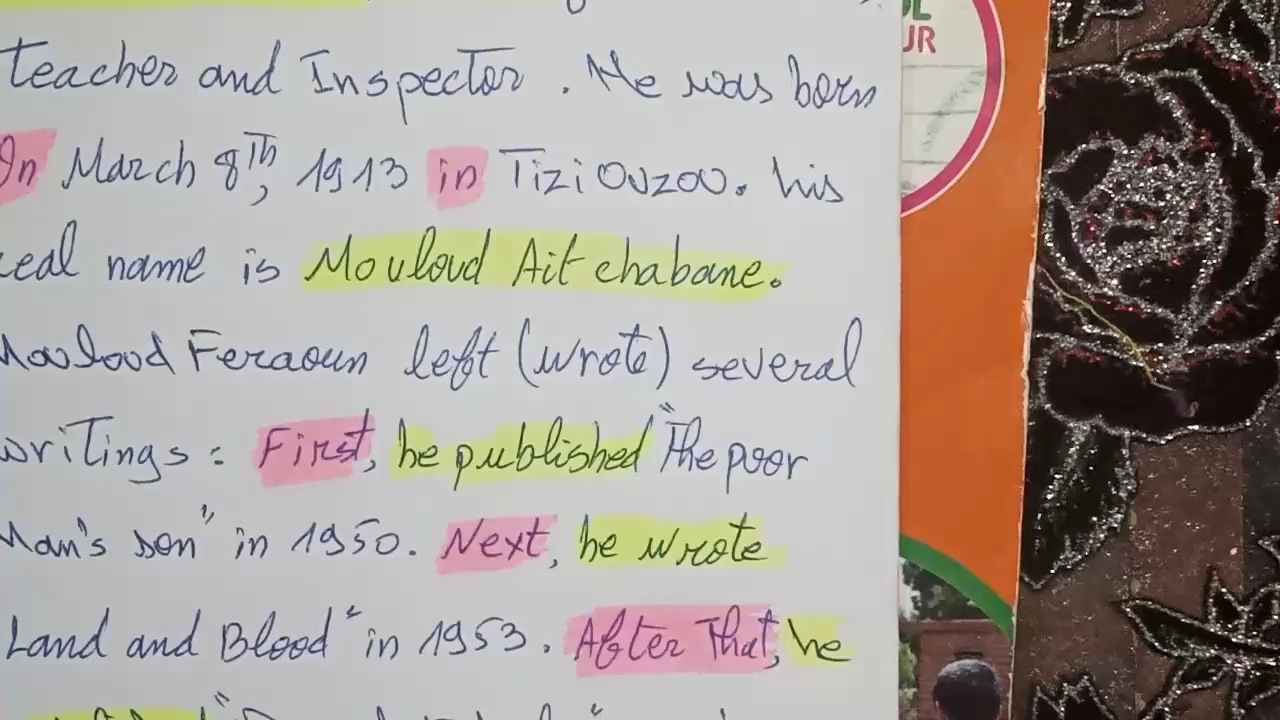 teacher and Inspector. He was born
In March 8Th, 1913 in Tizi Ouzou. his
real name is Mouloud Ait chabane.
Mouloud Feraoun left (wrote) several
writings: First, he published "The poor
Man's son" in 1950. Next, he wrote
Land and Blood" in 1953. After That, he
UR